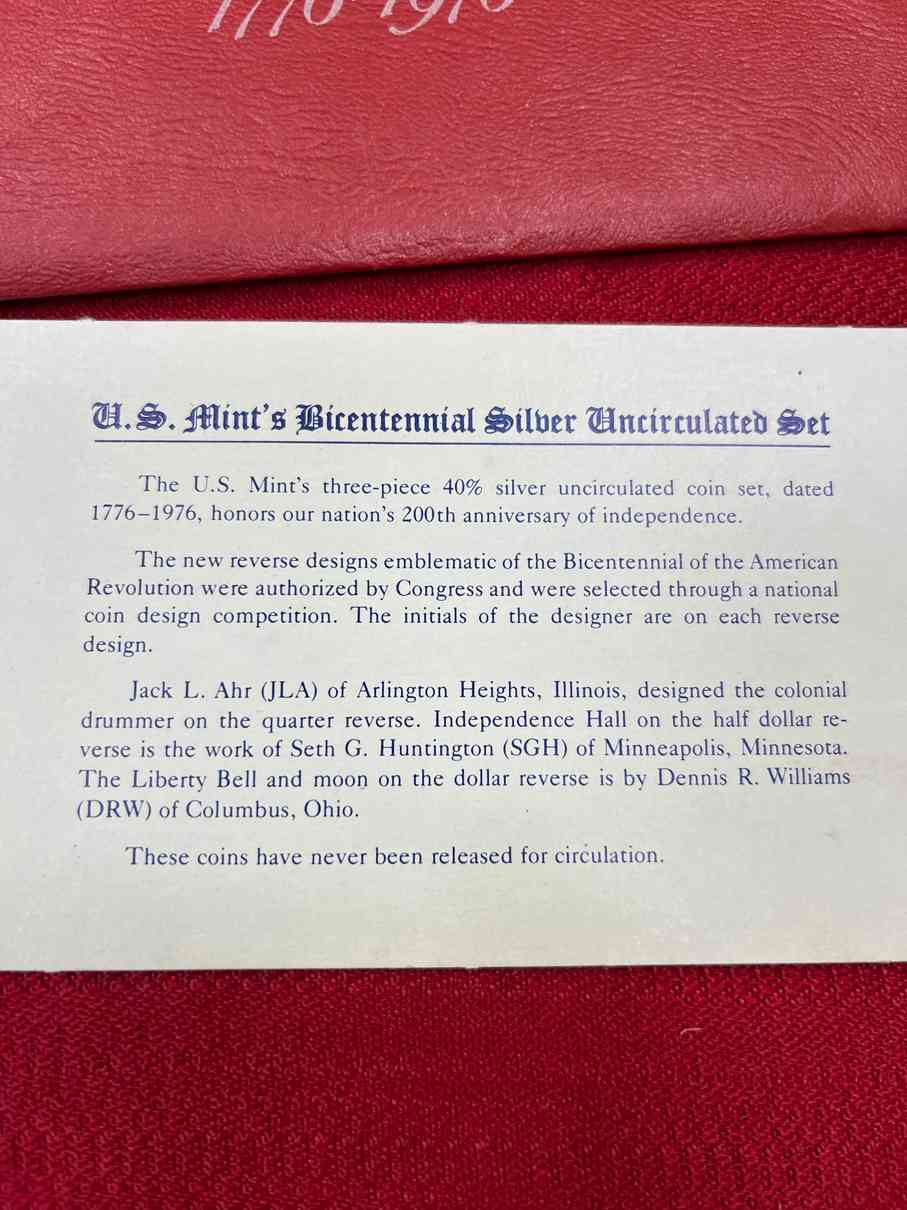 1776-1976
U.S. Mint's Bicentennial Silver Uncirculated Set
The U.S. Mint's three-piece 40% silver uncirculated coin set, dated
1776–1976, honors our nation's 200th anniversary of independence.
The new reverse designs emblematic of the Bicentennial of the American
Revolution were authorized by Congress and were selected through a national
coin design competition. The initials of the designer are on each reverse
design.
Jack L. Ahr (JLA) of Arlington Heights, Illinois, designed the colonial
drummer on the quarter reverse. Independence Hall on the half dollar re-
verse is the work of Seth G. Huntington (SGH) of Minneapolis, Minnesota.
The Liberty Bell and moon on the dollar reverse is by Dennis R. Williams
(DRW) of Columbus, Ohio.
These coins have never been released for circulation.